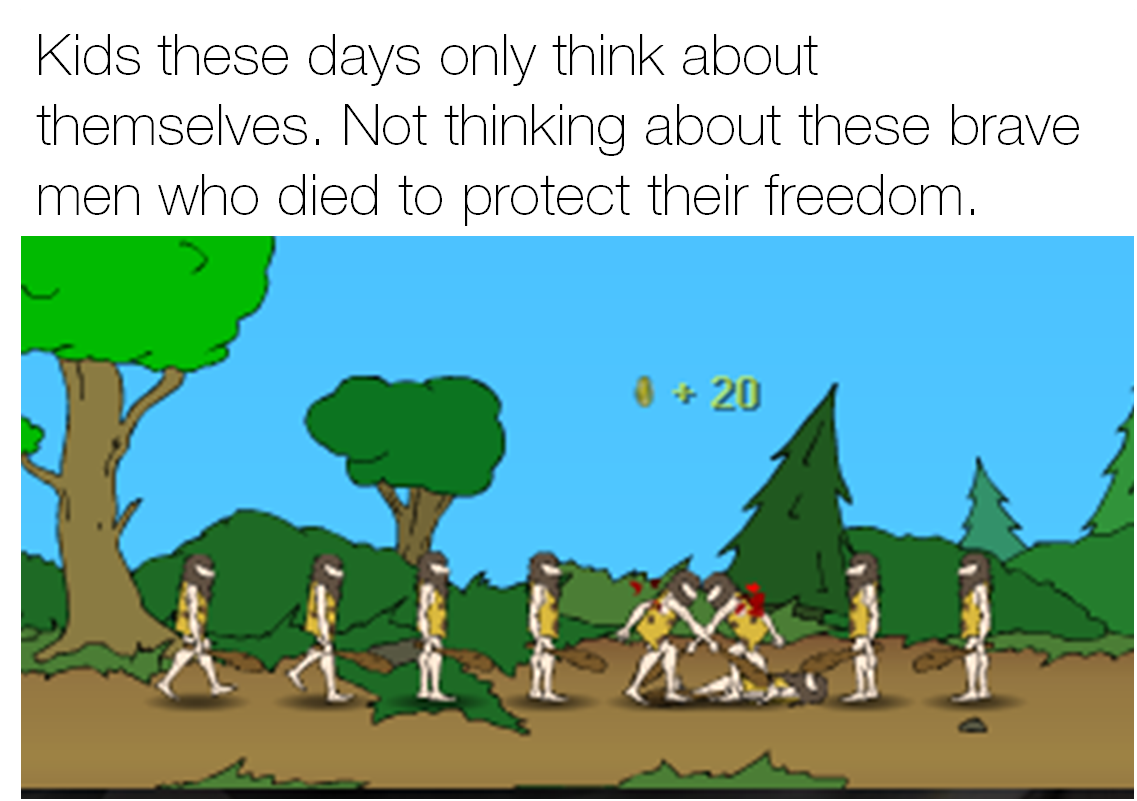 Kids these days only think about
themselves. Not thinking about these brave
men who died to protect their freedom.
+ 20